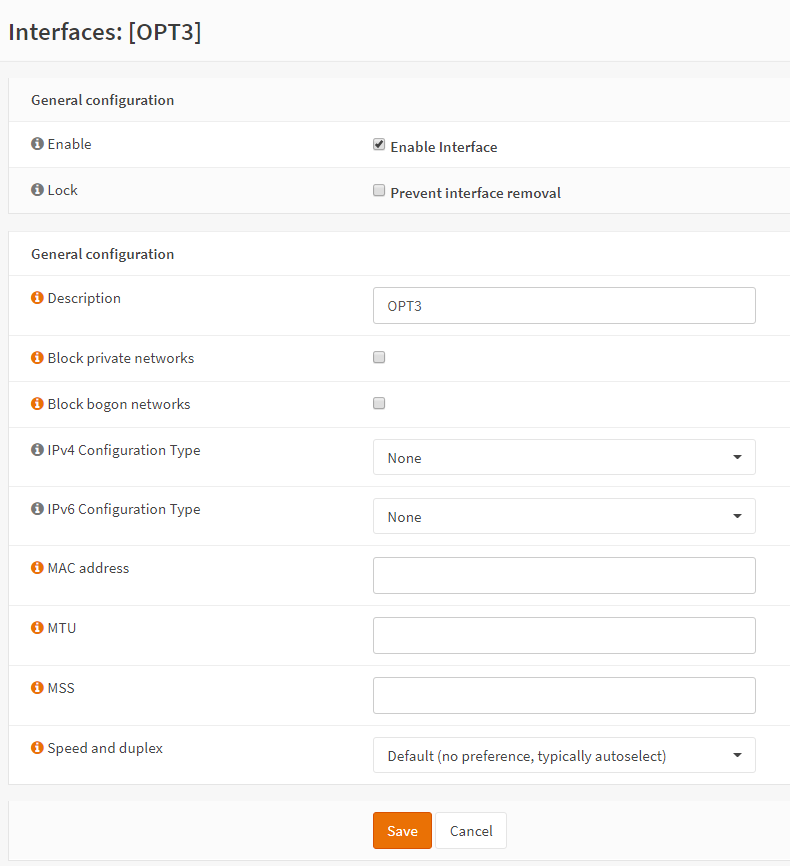 Interfaces: [OPT3]
General configuration
Enable
Enable Interface
Lock
Prevent interface removal
General configuration
Description
OPT3
Block private networks
Block bogon networks
IPv4 Configuration Type
None
IPv6 Configuration Type
None
MAC address
MTU
MSS
Speed and duplex
Default (no preference, typically autoselect)
Save Cancel